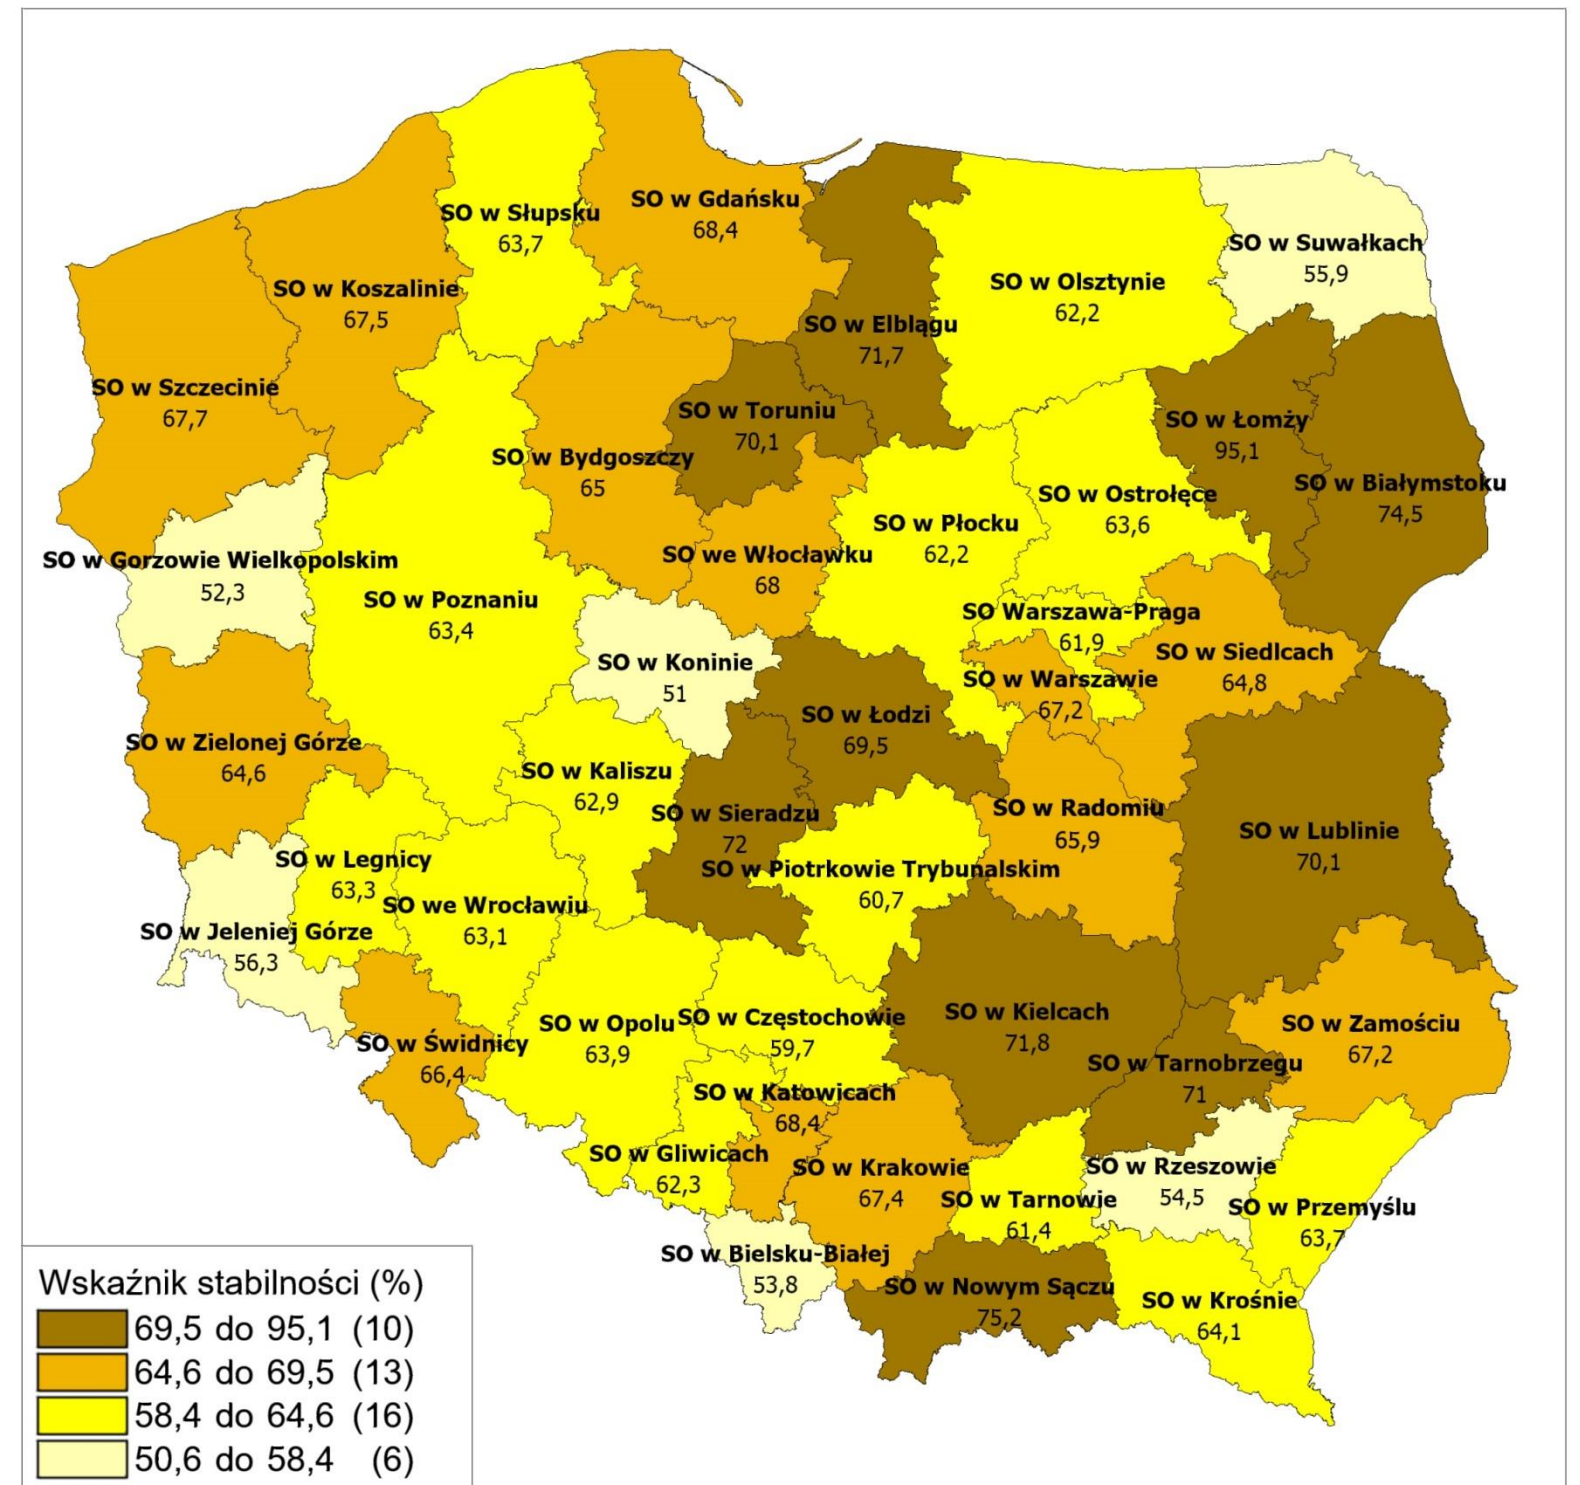 SO w Gdańsku
68,4
SO w Słupsku
63,7
SO w Suwałkach
55,9
SO w Olsztynie
62,2
SO w Koszalinie
67,5
SO w Elblągu
71,7
SO w Szczecinie
67,7
SO w Toruniu
70,1
SO w Łomży
95,1
SO w Bydgoszczy
65
SO w Białymstoku
74,5
SO w Ostrołęce
63,6
SO w Płocku
62,2
SO we Włocławku
68
SO w Gorzowie Wielkopolskim
52,3
SO w Poznaniu
63,4
SO Warszawa-Praga
61,9
SO w Siedlcach
64,8
SO w Koninie
51
SO w Warszawie
67,2
SO w Łodzi
69,5
SO w Zielonej Górze
64,6
SO w Kaliszu
62,9
SO w Radomiu
65,9
SO w Sieradzu
72
SO w Lublinie
70,1
SO w Legnicy
63,3
SO w Piotrkowie Trybunalskim
60,7
SO we Wrocławiu
63,1
SO w Jeleniej Górze
56,3
SO w Kielcach
71,8
SO w Opolu
63,9
SO w Częstochowie
59,7
SO w Zamościu
67,2
SO w Świdnicy
66,4
SO w Tarnobrzegu
71
SO w Katowicach
68,4
SO w Gliwicach
62,3
SO w Krakowie
67,4
SO w Rzeszowie
54,5
SO w Tarnowie
61,4
SO w Przemyślu
63,7
SO w Bielsku-Białej
53,8
SO w Nowym Sączu
75,2
SO w Krośnie
64,1
Wskaźnik stabilności (%)
69,5 do 95,1 (10)
64,6 do 69,5 (13)
58,4 do 64,6 (16)
50,6 do 58,4 (6)